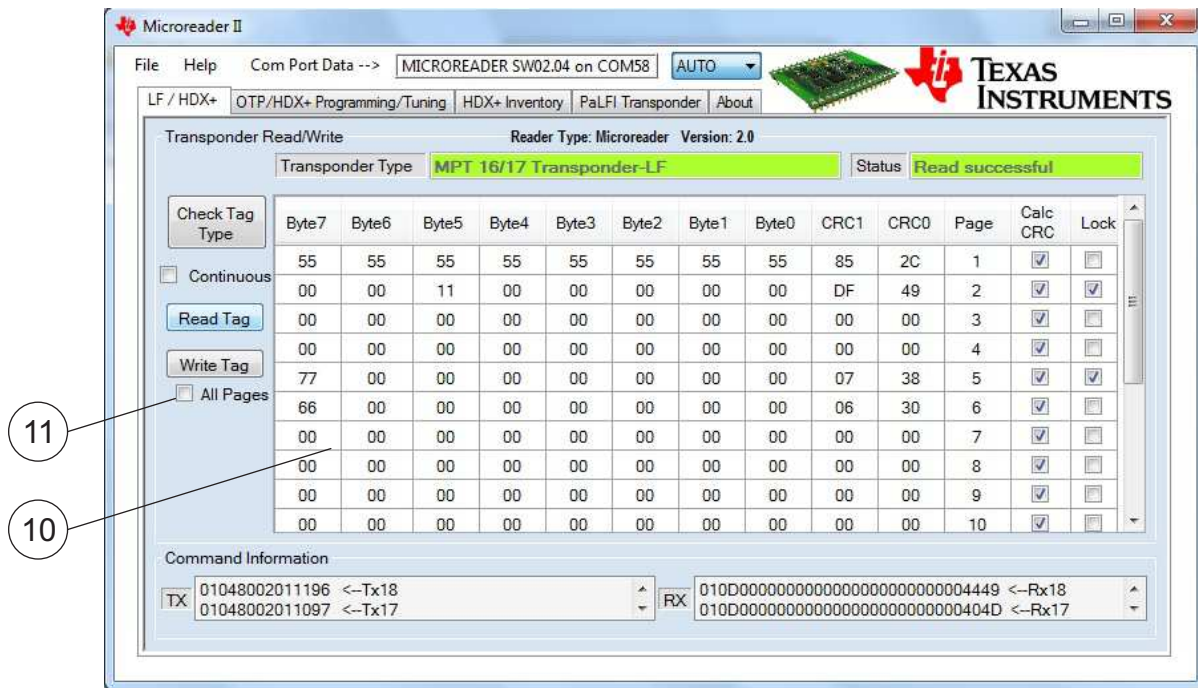 Microreader II
File Help Com Port Data --> MICROREADER SW02.04 on COM58 AUTO
TEXAS
INSTRUMENTS
LF / HDX+ OTP/HDX+ Programming/Tuning HDX+ Inventory PaLFI Transponder About
Transponder Read/Write Reader Type: Microreader Version: 2.0
Transponder Type MPT 16/17 Transponder-LF Status Read successful
Check Tag
Type
Continuous
Read Tag
Write Tag
All Pages
Byte7 Byte6 Byte5 Byte4 Byte3 Byte2 Byte1 Byte0 CRC1 CRC0 Page Calc CRC Lock
55 55 55 55 55 55 55 55 85 2C 1
00 00 11 00 00 00 00 00 DF 49 2
00 00 00 00 00 00 00 00 00 00 3
00 00 00 00 00 00 00 00 00 00 4
77 00 00 00 00 00 00 00 07 38 5
66 00 00 00 00 00 00 00 06 30 6
00 00 00 00 00 00 00 00 00 00 7
00 00 00 00 00 00 00 00 00 00 8
00 00 00 00 00 00 00 00 00 00 9
00 00 00 00 00 00 00 00 00 00 10
11
10
Command Information
TX
01048002011196 <--Tx18
01048002011097 <--Tx17
RX
010D00000000000000000000000004449 <--Rx18
010D0000000000000000000000000404D <--Rx17